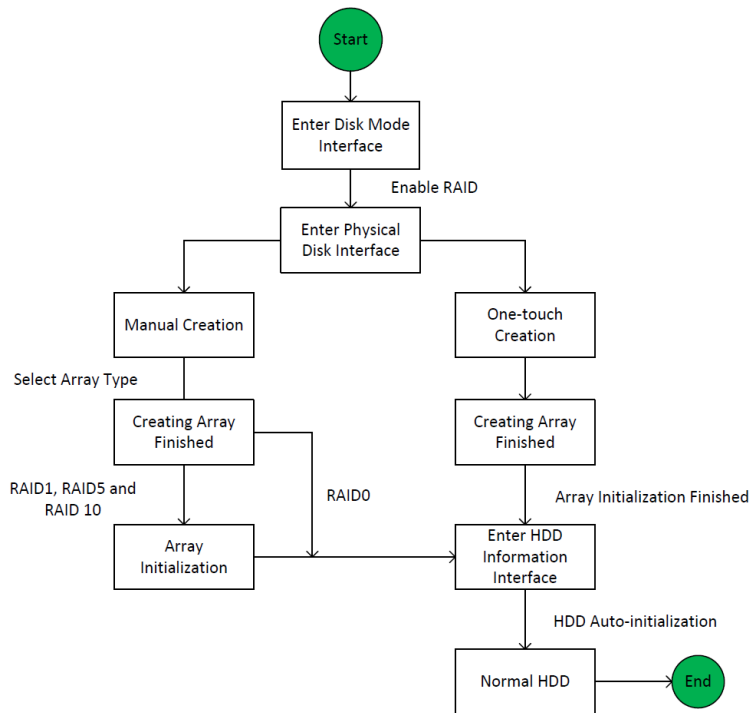 Start
Enter Disk Mode
Interface
Enable RAID
Enter Physical
Disk Interface
Manual Creation
One-touch
Creation
Select Array Type
Creating Array
Finished
Creating Array
Finished
RAID1, RAID5 and
RAID 10
RAID0
Array Initialization Finished
Array
Initialization
Enter HDD
Information
Interface
HDD Auto-initialization
Normal HDD
End